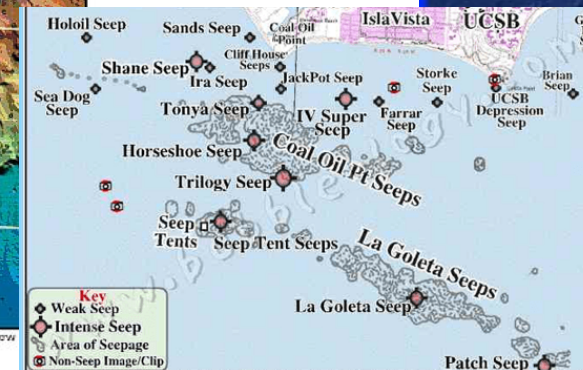 Holoil Seep
Sands Seep
Coal Oil
Point
IslaVista
UCSB
Cliff House
Seeps
Shane Seep
Ira Seep
JackPot Seep
Storke
Seep
Brian
Seep
Sea Dog
Seep
Tonya Seep
IV Super
Seep
Farrar
Seep
UCSB
Depression
Seep
Horseshoe Seep
Coal Oil Pt Seeps
Trilogy Seep
Seep
Tents
Seep Tent Seeps
La Goleta Seeps
La Goleta Seep
Patch Seep
Key
Weak Seep
Intense Seep
Area of Seepage
Non-Seep Image/Clip